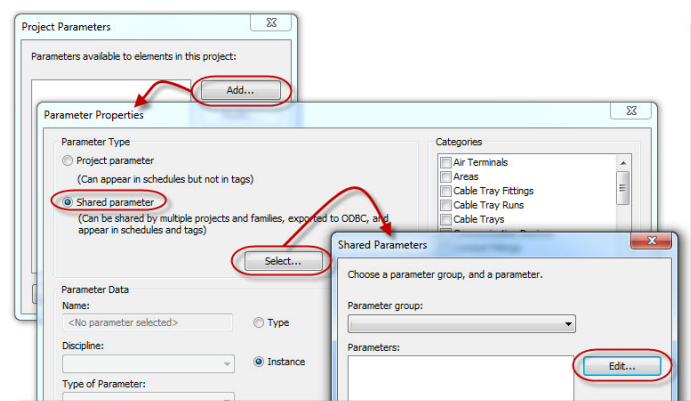 Project Parameters
Parameters available to elements in this project:
Add...
Parameter Properties
Parameter Type
Project parameter
(Can appear in schedules but not in tags)
Shared parameter
(Can be shared by multiple projects and families, exported to ODBC, and
appear in schedules and tags)
Select...
Parameter Data
Name:
<No parameter selected>
Type
Discipline:
Instance
Type of Parameter:
Categories
Air Terminals
Areas
Cable Tray Fittings
Cable Tray Runs
Cable Trays
Shared Parameters
Choose a parameter group, and a parameter.
Parameter group:
Parameters:
Edit...